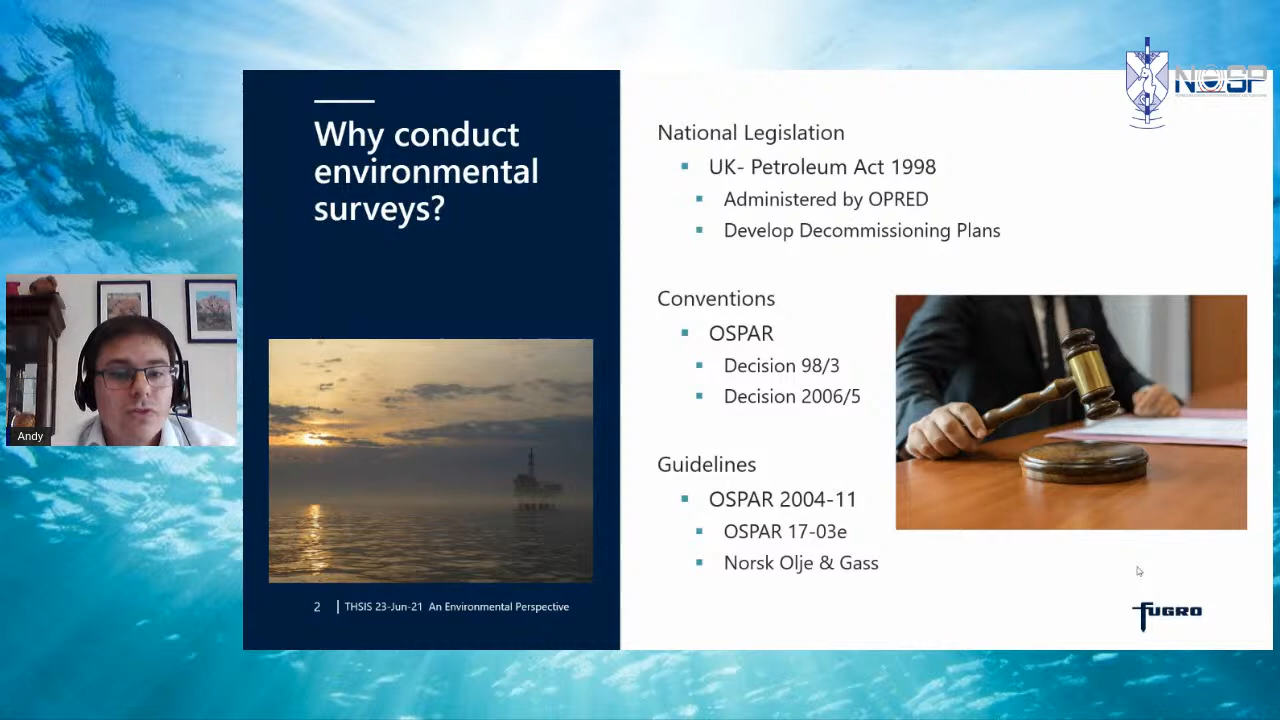 Why conduct
environmental
surveys?
National Legislation
UK- Petroleum Act 1998
Administered by OPRED
Develop Decommissioning Plans
Conventions
OSPAR
Decision 98/3
Decision 2006/5
Guidelines
OSPAR 2004-11
OSPAR 17-03e
Norsk Olje & Gass
2 | THSIS 23-Jun-21 An Environmental Perspective
FUGRO
Andy